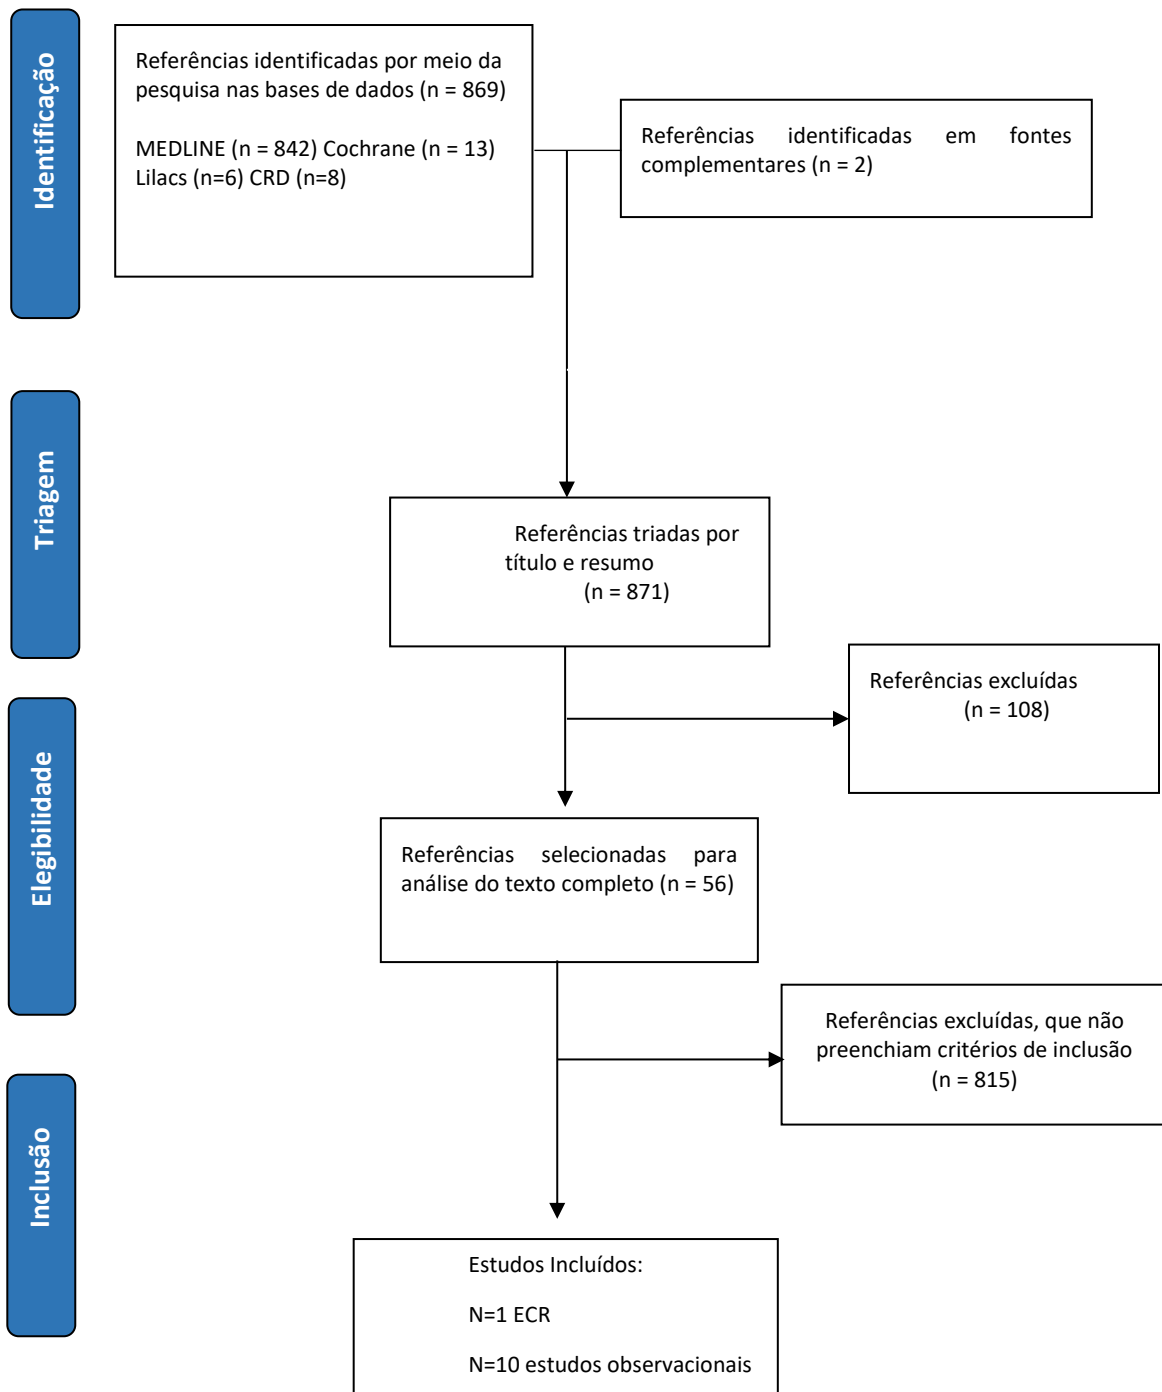 Identificação
Referências identificadas por meio da
pesquisa nas bases de dados (n = 869)
MEDLINE (n = 842) Cochrane (n = 13)
Lilacs (n=6) CRD (n=8)
Referências identificadas em fontes
complementares (n = 2)
Triagem
Referências triadas por
título e resumo
(n = 871)
Referências excluídas
(n = 108)
Elegibilidade
Referências selecionadas para
análise do texto completo (n = 56)
Referências excluídas, que não
preenchiam critérios de inclusão
(n = 815)
Inclusão
Estudos Incluídos:
N=1 ECR
N=10 estudos observacionais